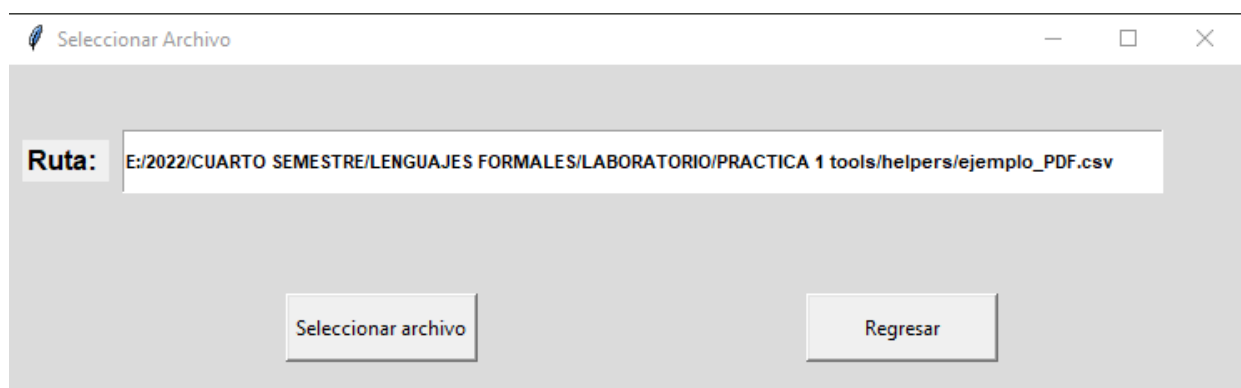 Seleccionar Archivo
Ruta: E:/2022/CUARTO SEMESTRE/LENGUAJES FORMALES/LABORATORIO/PRACTICA 1 tools/helpers/ejemplo_PDF.csv
Seleccionar archivo Regresar